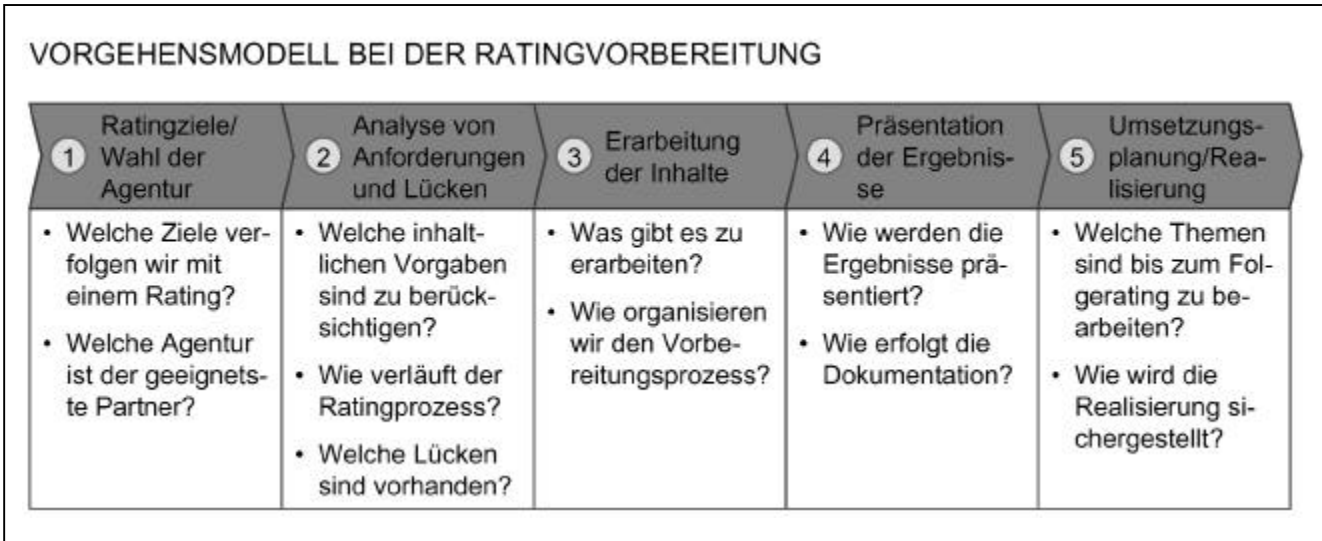 VORGEHENSMODELL BEI DER RATINGVORBEREITUNG
1
Ratingziele/
Wahl der
Agentur
2
Analyse von
Anforderungen
und Lücken
3
Erarbeitung
der Inhalte
4
Präsentation
der Ergebnis-
se
5
Umsetzungs-
planung/Rea-
lisierung
• Welche Ziele ver-
folgen wir mit
einem Rating?
• Welche Agentur
ist der geeignets-
te Partner?
• Welche inhalt-
lichen Vorgaben
sind zu berück-
sichtigen?
• Wie verläuft der
Ratingprozess?
• Welche Lücken
sind vorhanden?
• Was gibt es zu
erarbeiten?
• Wie organisieren
wir den Vorbe-
reitungsprozess?
• Wie werden die
Ergebnisse prä-
sentiert?
• Wie erfolgt die
Dokumentation?
• Welche Themen
sind bis zum Fol-
gerating zu be-
arbeiten?
• Wie wird die
Realisierung si-
chergestellt?